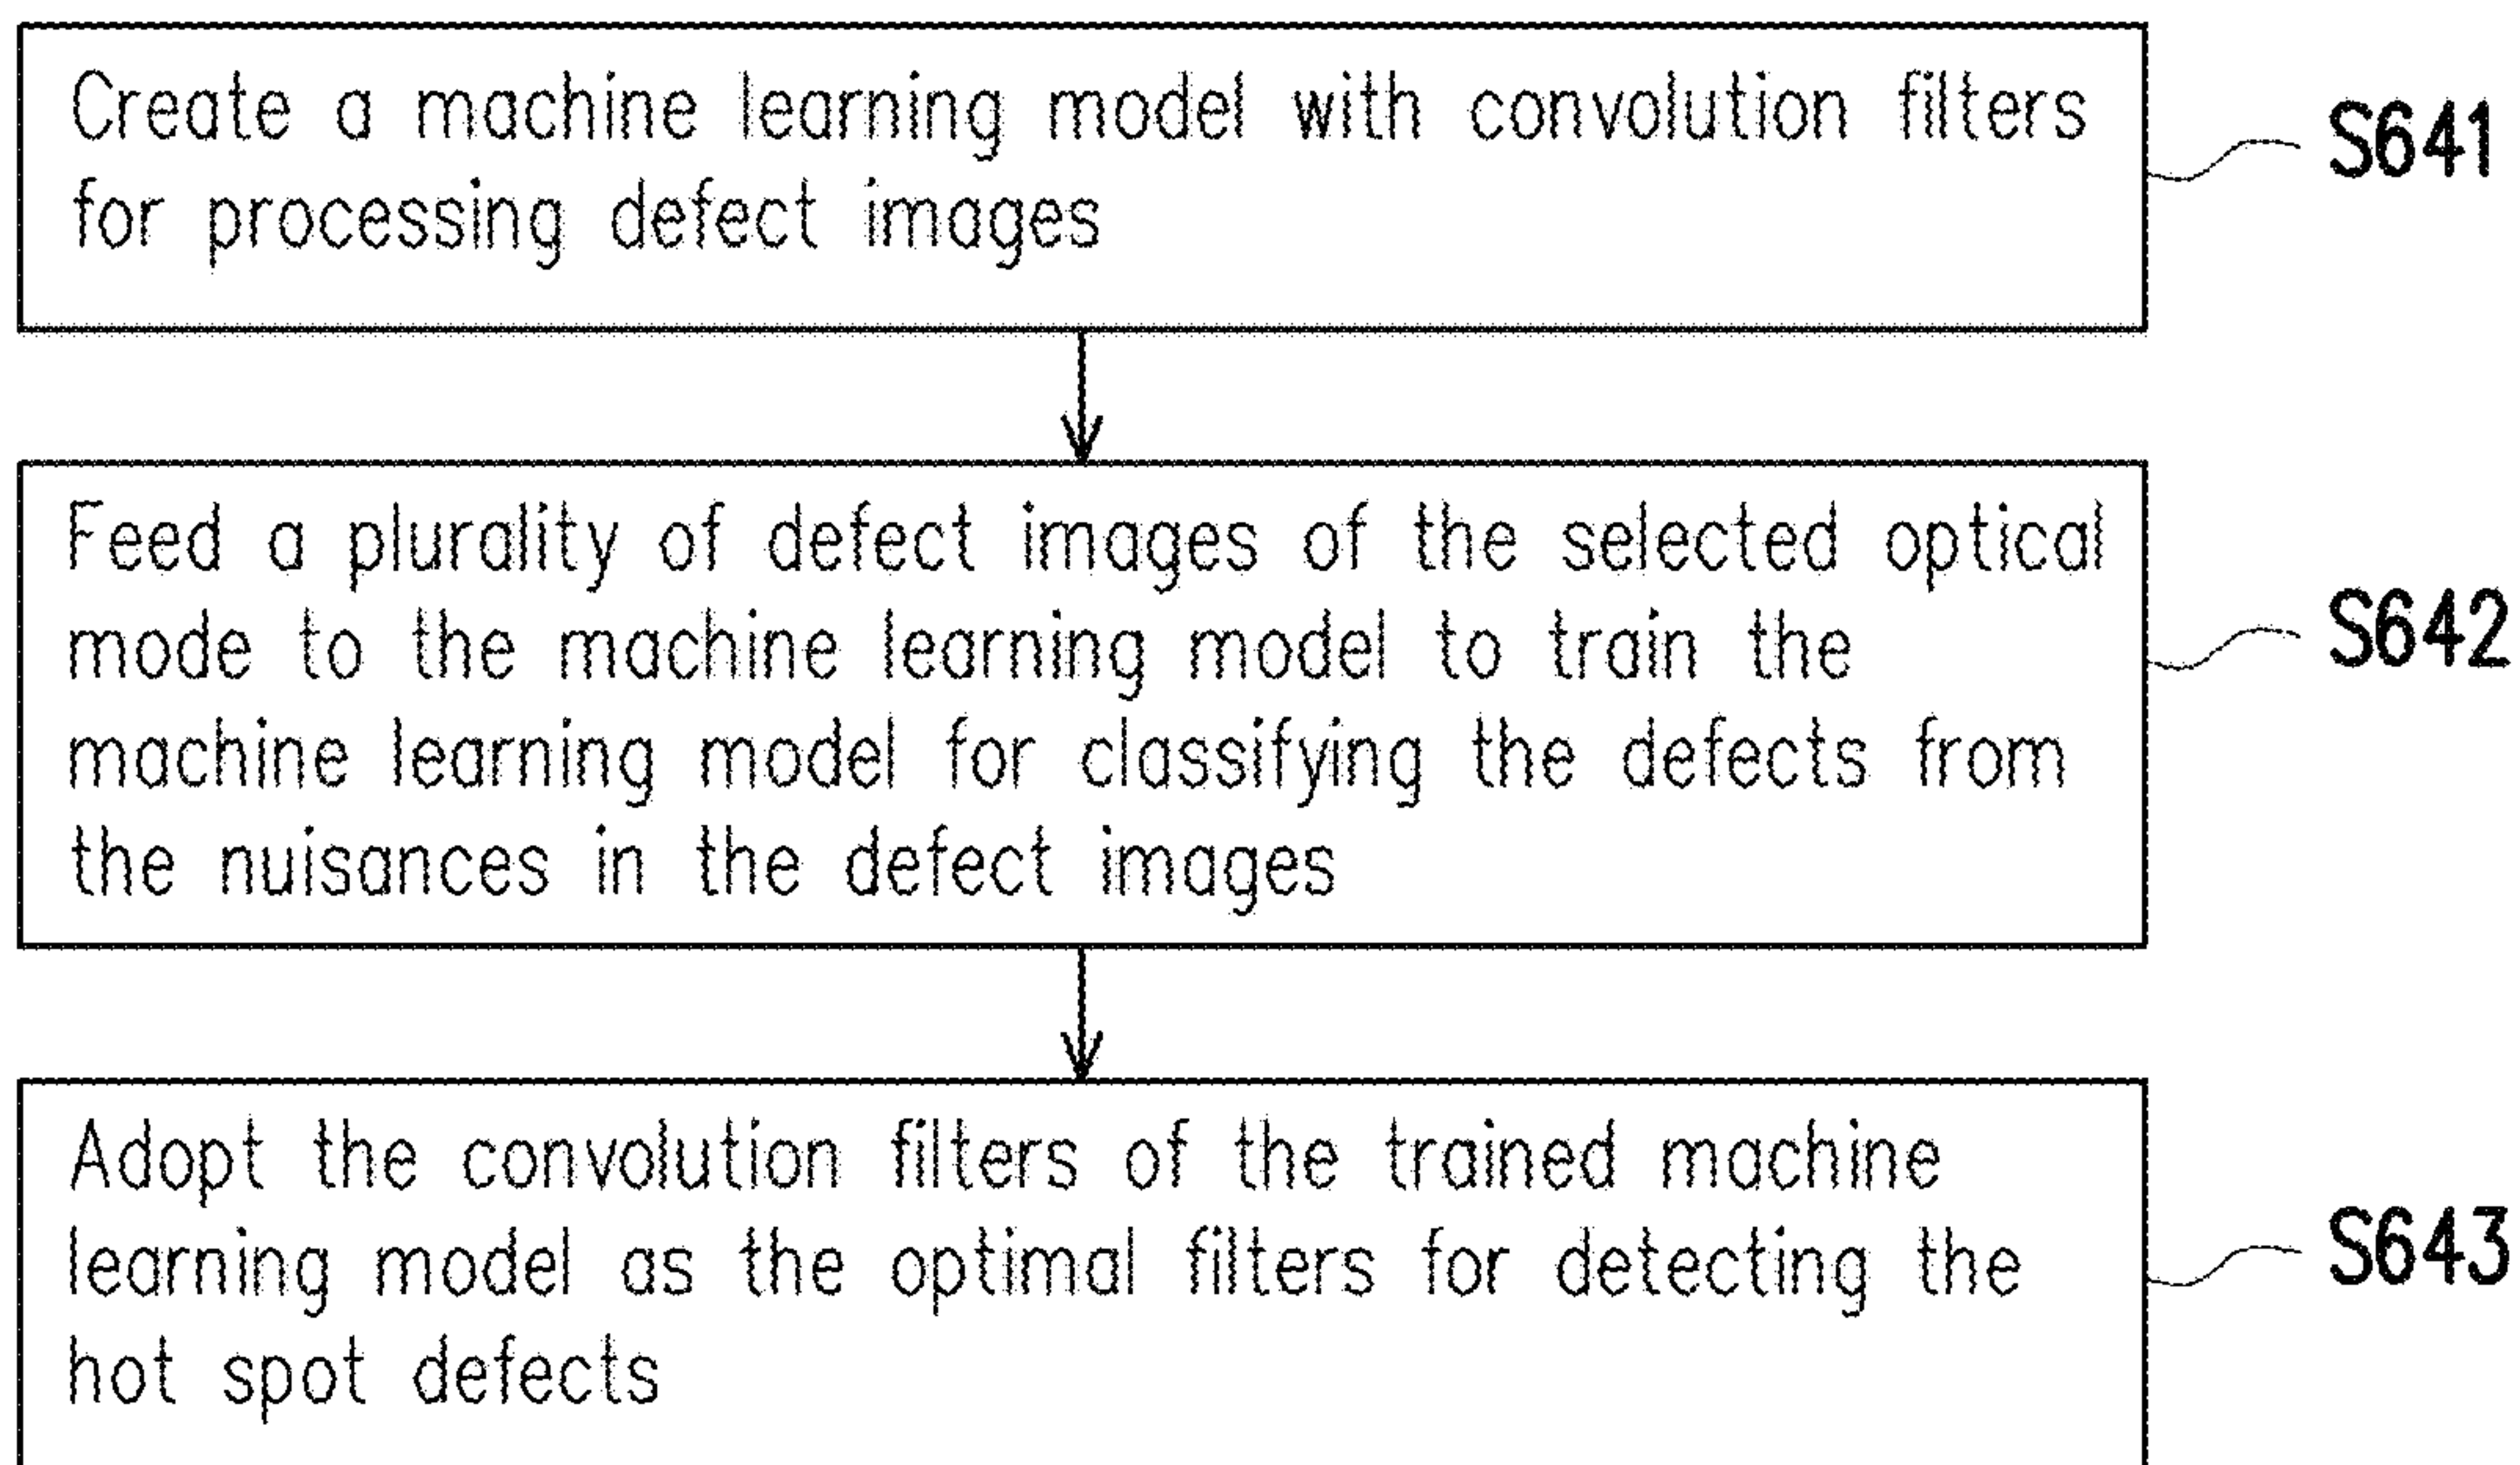 Create a machine learning model with convolution filters
for processing defect images
S641
Feed a plurality of defect images of the selected optical
mode to the machine learning model to train the
machine learning model for classifying the defects from
the nuisances in the defect images
S642
Adopt the convolution filters of the trained machine
learning model as the optimal filters for detecting the
hot spot defects
S643